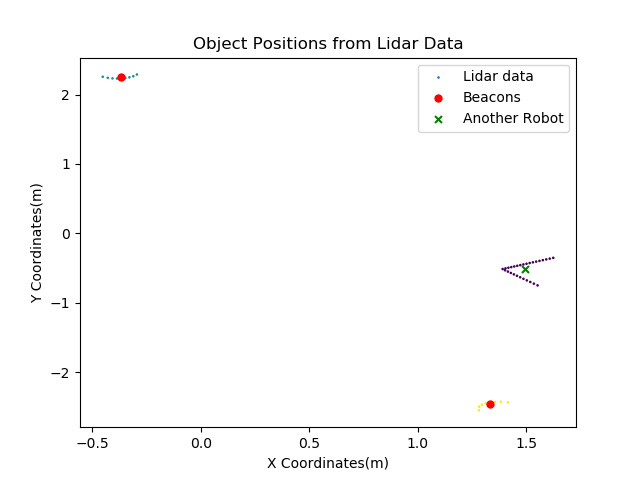 Object Positions from Lidar Data
Lidar data
Beacons
Another Robot
Y Coordinates(m)
2
1
0
−1
−2
−0.5
0.0
0.5
1.0
1.5
X Coordinates(m)